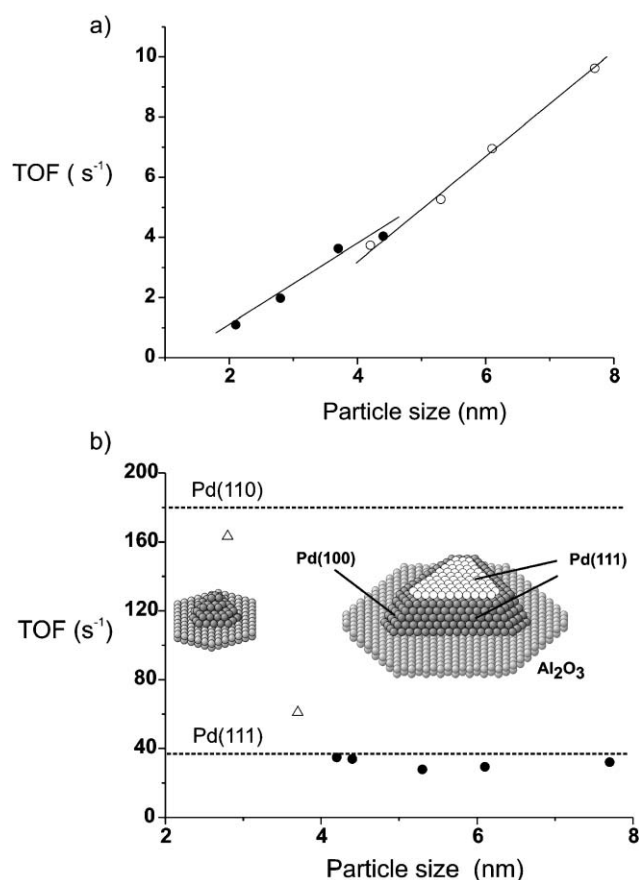 a)
10
8
6
4
2
0
TOF ( s⁻¹)
2 4 6 8
Particle size (nm)
b)
200
160
120
80
40
0
TOF (s⁻¹)
Pd(110)
Pd(100)
Pd(111)
Al₂O₃
Pd(111)
2 4 6 8
Particle size (nm)